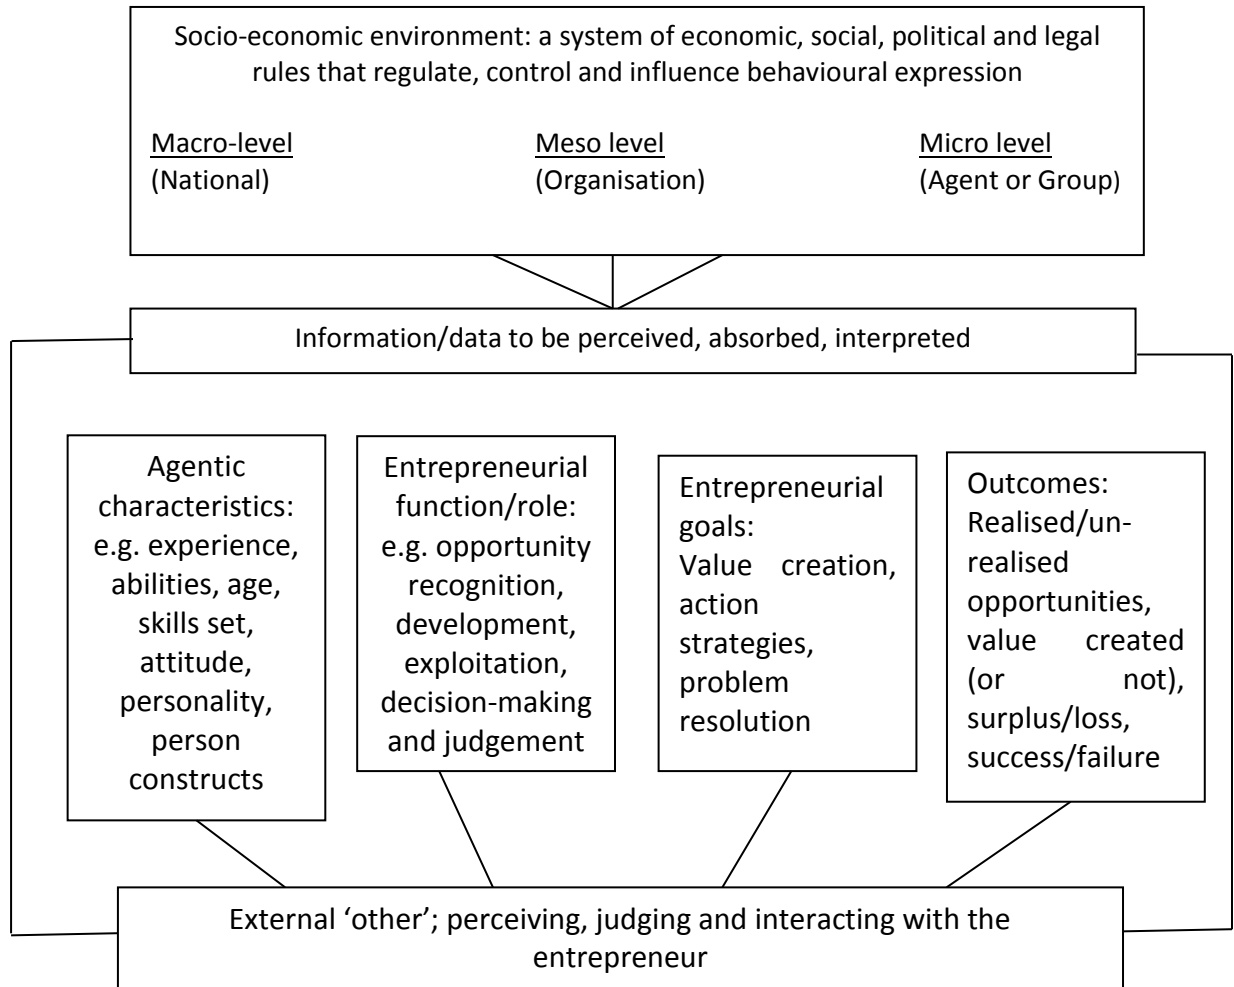 Socio-economic environment: a system of economic, social, political and legal
rules that regulate, control and influence behavioural expression
Macro-level Meso level Micro level
(National) (Organisation) (Agent or Group)
Information/data to be perceived, absorbed, interpreted
Agentic
characteristics:
e.g. experience,
abilities, age,
skills set,
attitude,
personality,
person
constructs
Entrepreneurial
function/role:
e.g. opportunity
recognition,
development,
exploitation,
decision-making
and judgement
Entrepreneurial
goals:
Value creation,
action
strategies,
problem
resolution
Outcomes:
Realised/un-
realised
opportunities,
value created
(or not),
surplus/loss,
success/failure
External ‘other’; perceiving, judging and interacting with the
entrepreneur